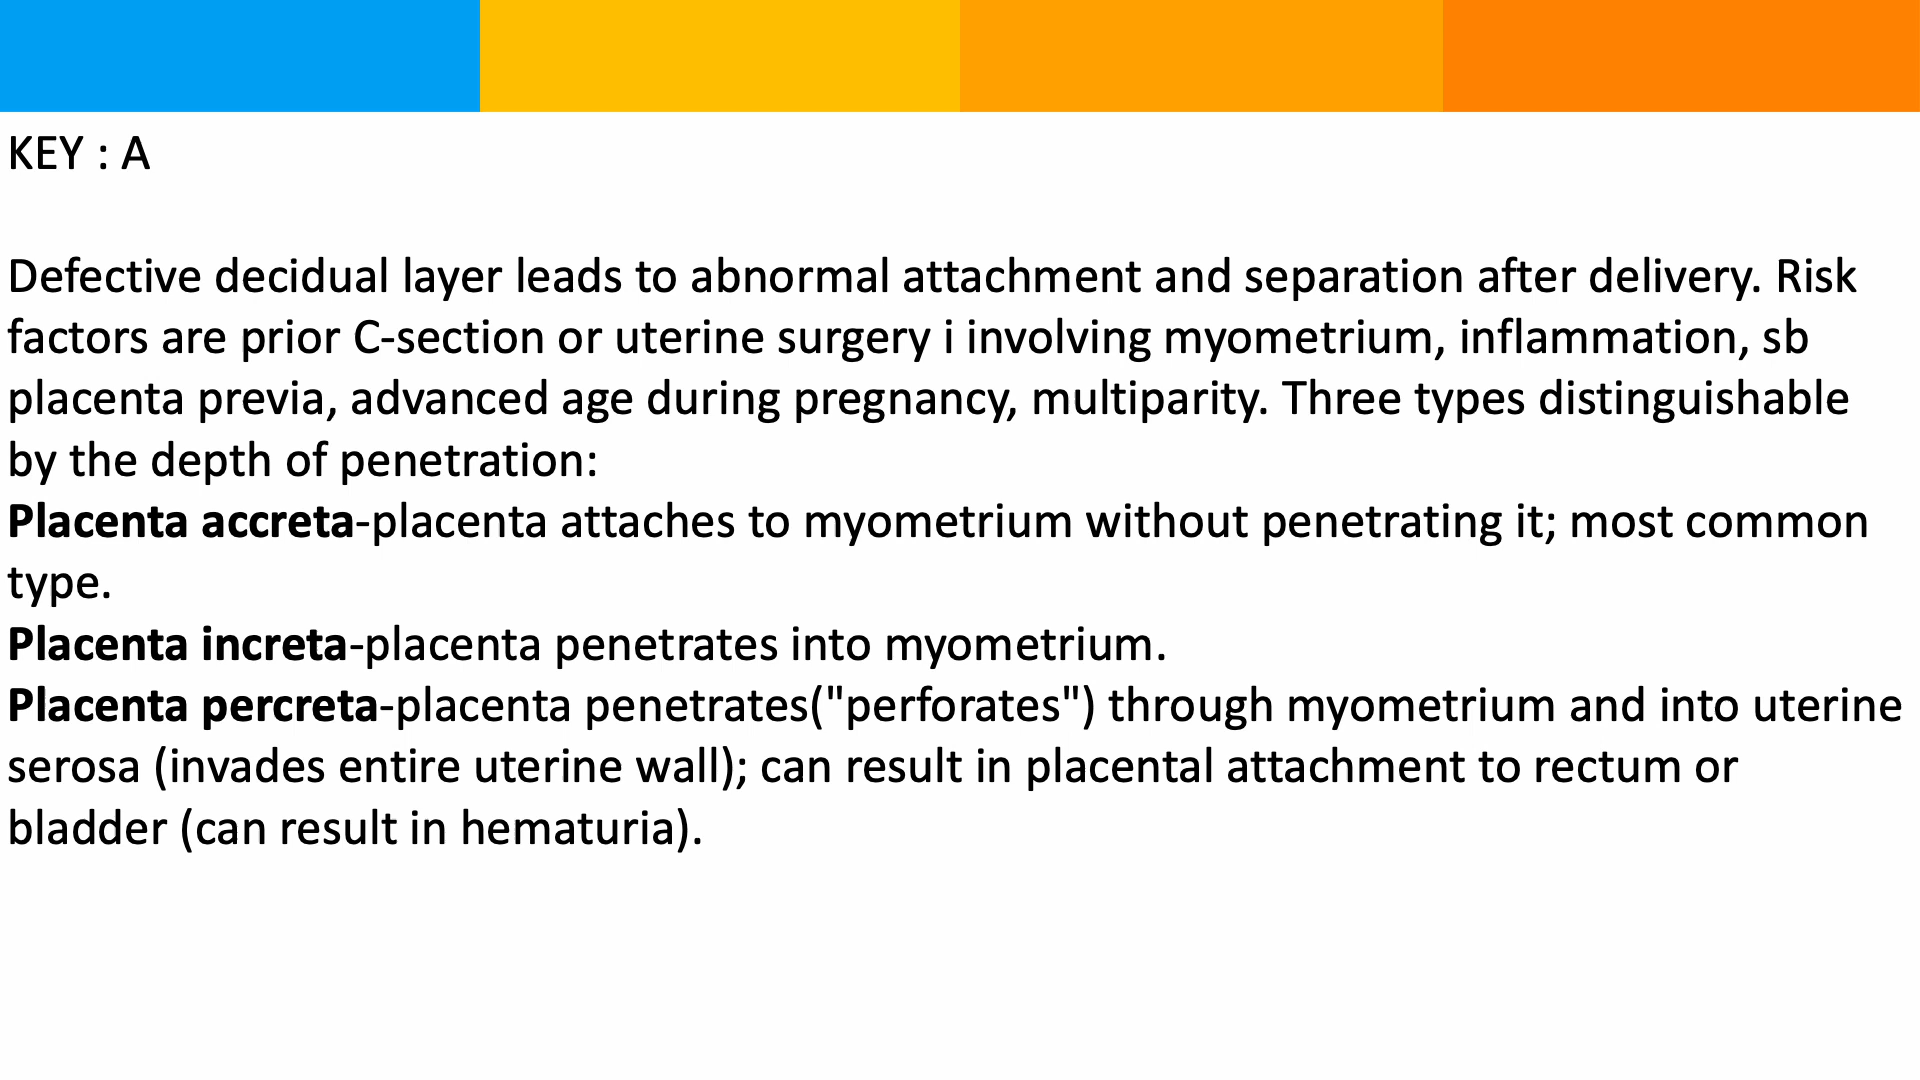 KEY : A
Defective decidual layer leads to abnormal attachment and separation after delivery. Risk
factors are prior C-section or uterine surgery i involving myometrium, inflammation, sb
placenta previa, advanced age during pregnancy, multiparity. Three types distinguishable
by the depth of penetration:
Placenta accreta-placenta attaches to myometrium without penetrating it; most common
type.
Placenta increta-placenta penetrates into myometrium.
Placenta percreta-placenta penetrates("perforates") through myometrium and into uterine
serosa (invades entire uterine wall); can result in placental attachment to rectum or
bladder (can result in hematuria).